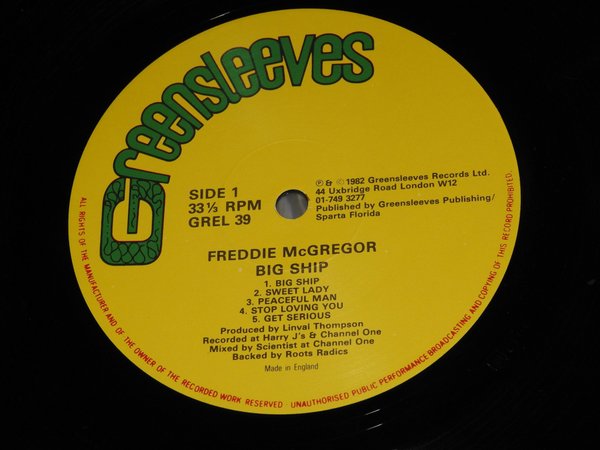 Greensleeves
SIDE 1
33⅓ RPM
GREL 39
℗ & © 1982 Greensleeves Records Ltd.
44 Uxbridge Road London W12
01-749 3277
Published by Greensleeves Publishing/
Sparta Florida
FREDDIE McGREGOR
BIG SHIP
1. BIG SHIP
2. SWEET LADY
3. PEACEFUL MAN
4. STOP LOVING YOU
5. GET SERIOUS
Produced by Linval Thompson
Recorded at Harry J's & Channel One
Mixed by Scientist at Channel One
Backed by Roots Radics
Made in England
ALL RIGHTS OF THE MANUFACTURER AND OF THE OWNER OF THE RECORDED WORK RESERVED - UNAUTHORISED PUBLIC PERFORMANCE BROADCASTING AND COPYING OF THIS RECORD PROHIBITED.